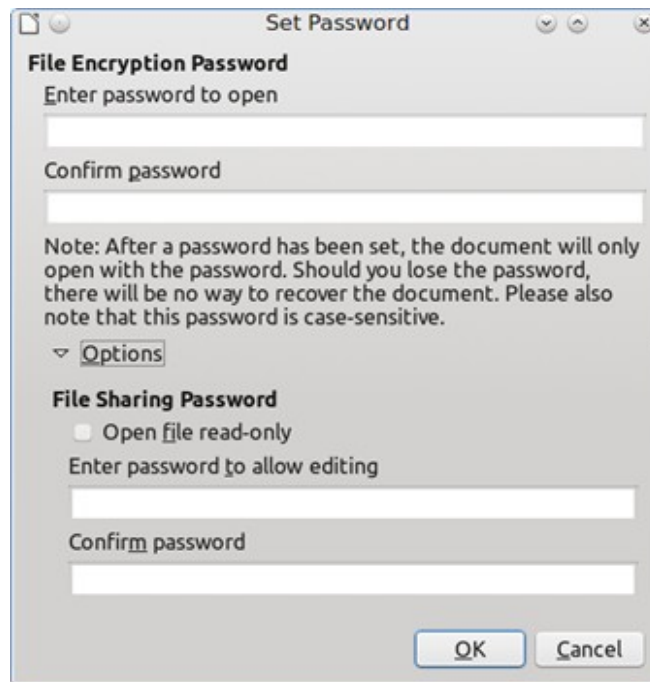 Set Password
File Encryption Password
Enter password to open
Confirm password
Note: After a password has been set, the document will only
open with the password. Should you lose the password,
there will be no way to recover the document. Please also
note that this password is case-sensitive.
Options
File Sharing Password
Open file read-only
Enter password to allow editing
Confirm password
OK Cancel